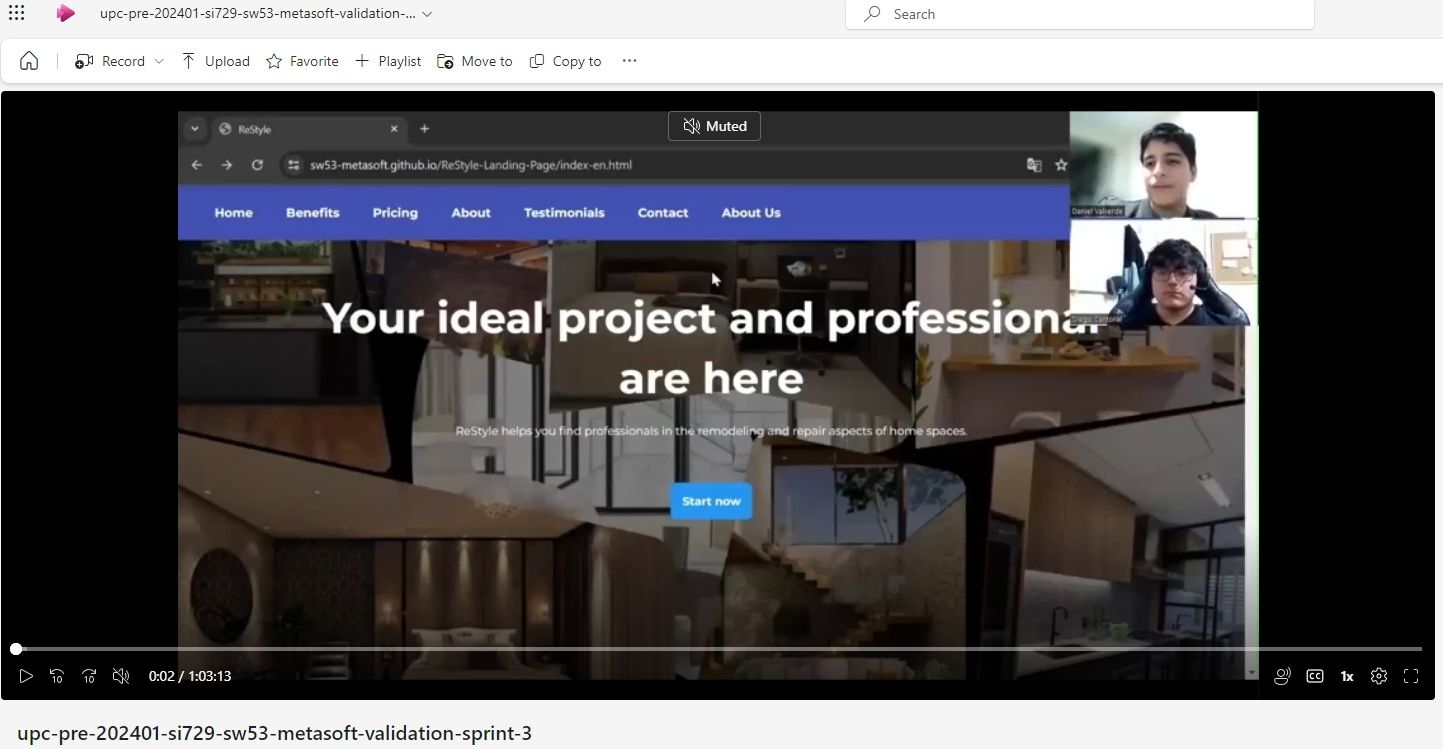 upc-pre-202401-si729-sw53-metasoft-validation-...
Search
Record
Upload
Favorite
Playlist
Move to
Copy to
ReStyle
Muted
sw53-metasoft.github.io/ReStyle-Landing-Page/index-en.html
Home Benefits Pricing About Testimonials Contact About Us
Daniel Valverde
Diego Cantoral
Your ideal project and professional
are here
ReStyle helps you find professionals in the remodeling and repair aspects of home spaces.
Start now
10
10
0:02 / 1:03:13
CC
1x
upc-pre-202401-si729-sw53-metasoft-validation-sprint-3